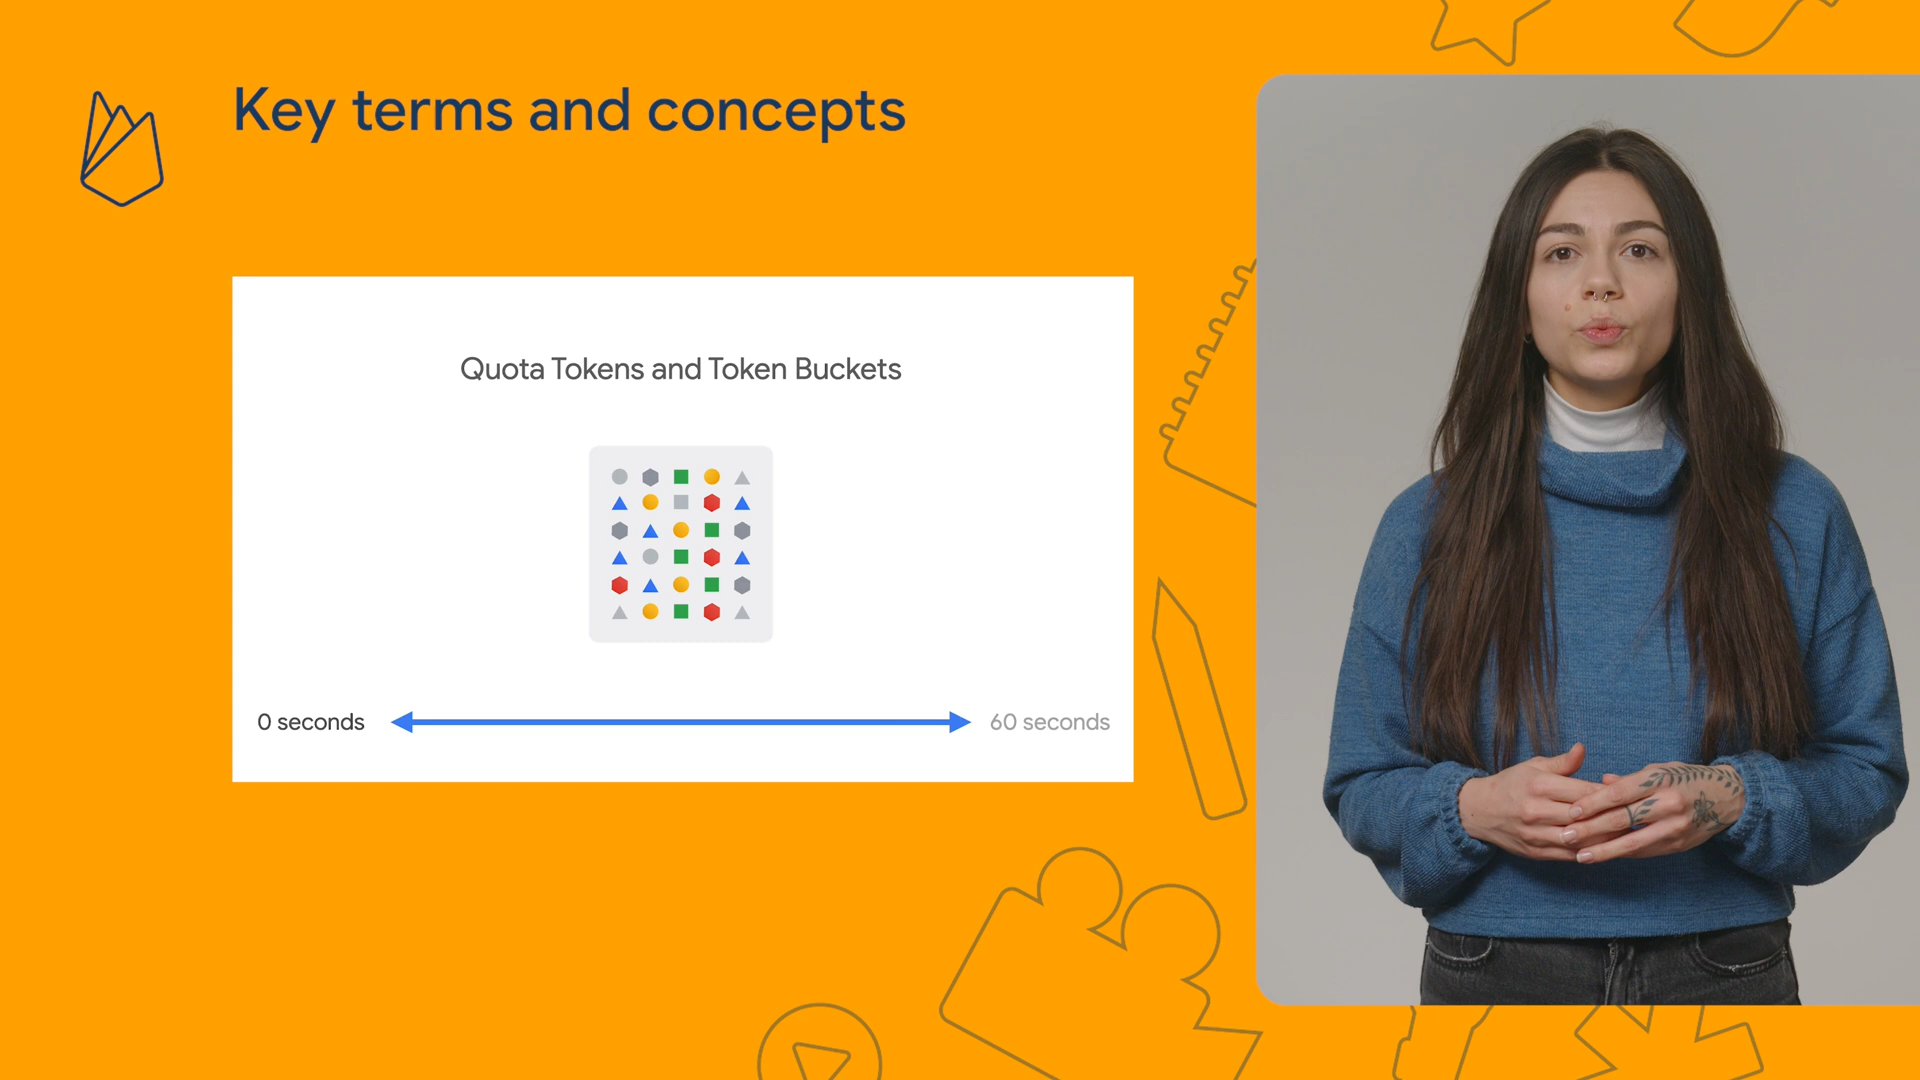 Key terms and concepts
Quota Tokens and Token Buckets
0 seconds
60 seconds